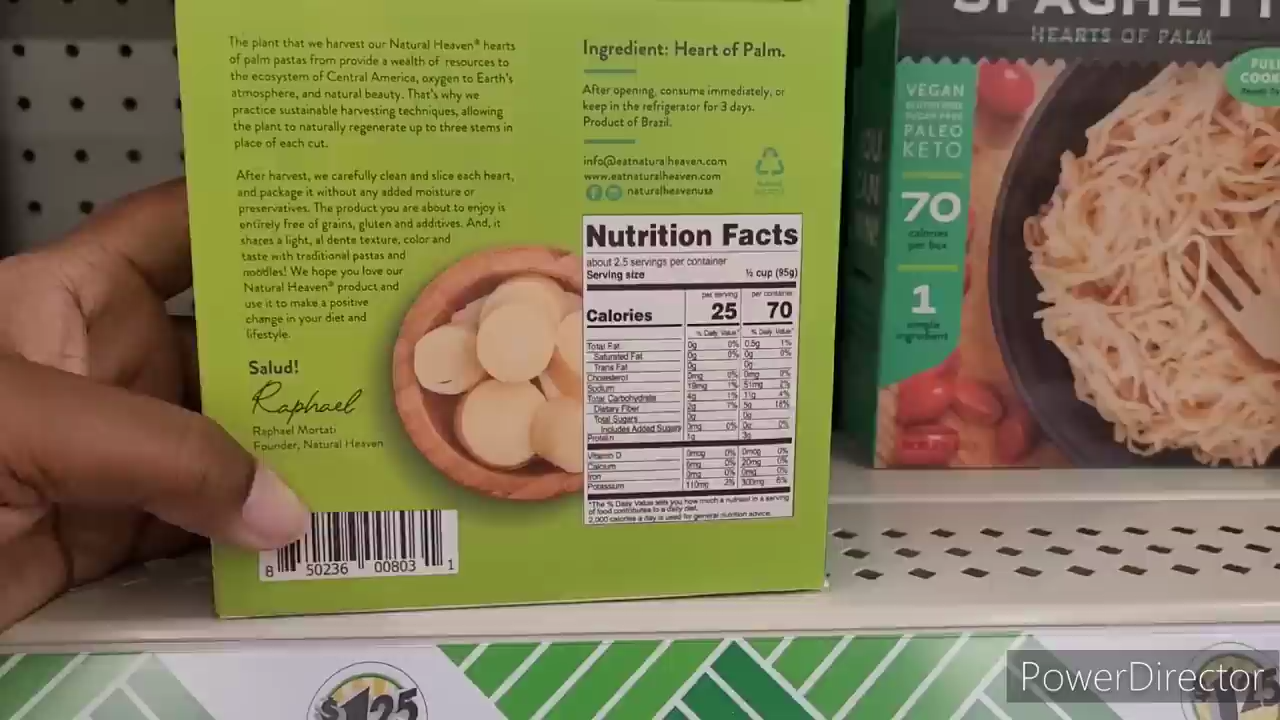 The plant that we harvest our Natural Heaven® hearts
of palm pastas from provide a wealth of resources to
the ecosystem of Central America, oxygen to Earth's
atmosphere, and natural beauty. That's why we
practice sustainable harvesting techniques, allowing
the plant to naturally regenerate up to three stems in
place of each cut.
After harvest, we carefully clean and slice each heart,
and package it without any added moisture or
preservatives. The product you are about to enjoy is
entirely free of grains, gluten and additives. And, it
shares a light, al dente texture, color and
taste with traditional pastas and
noodles! We hope you love our
Natural Heaven® product and
use it to make a positive
change in your diet and
lifestyle.
Salud!
Raphael
Raphael Mortati
Founder, Natural Heaven
8 50236 00803 1
Ingredient: Heart of Palm.
After opening, consume immediately, or
keep in the refrigerator for 3 days.
Product of Brazil.
info@eatnaturalheaven.com
www.eatnaturalheaven.com
naturalheavenusa
Nutrition Facts
about 2.5 servings per container
Serving size ½ cup (95g)
per serving per container
Calories 25 70
% Daily Value* % Daily Value*
Total Fat 0g 0% 0.5g 1%
Saturated Fat 0g 0% 0g 0%
Trans Fat 0g 0g
Cholesterol 0mg 0% 0mg 0%
Sodium 19mg 1% 51mg 2%
Total Carbohydrate 4g 1% 11g 4%
Dietary Fiber 2g 7% 5g 18%
Total Sugars 0g 0g
Includes Added Sugars 0% 0g 0%
Protein 1g 3g
Vitamin D 0mcg 0% 0mcg 0%
Calcium 0% 20mg 0%
Iron 0mg 0% 0mg 0%
Potassium 110mg 2% 300mg 6%
*The % Daily Value tells you how much a nutrient in a serving
of food contributes to a daily diet.
2,000 calories a day is used for general nutrition advice.
SPAGHETT
HEARTS OF PALM
VEGAN
GLUTEN FREE
SUGAR FREE
PALEO
KETO
70
calories
per box
1
simple
ingredient
FULL
COOK
$1.25
PowerDirector